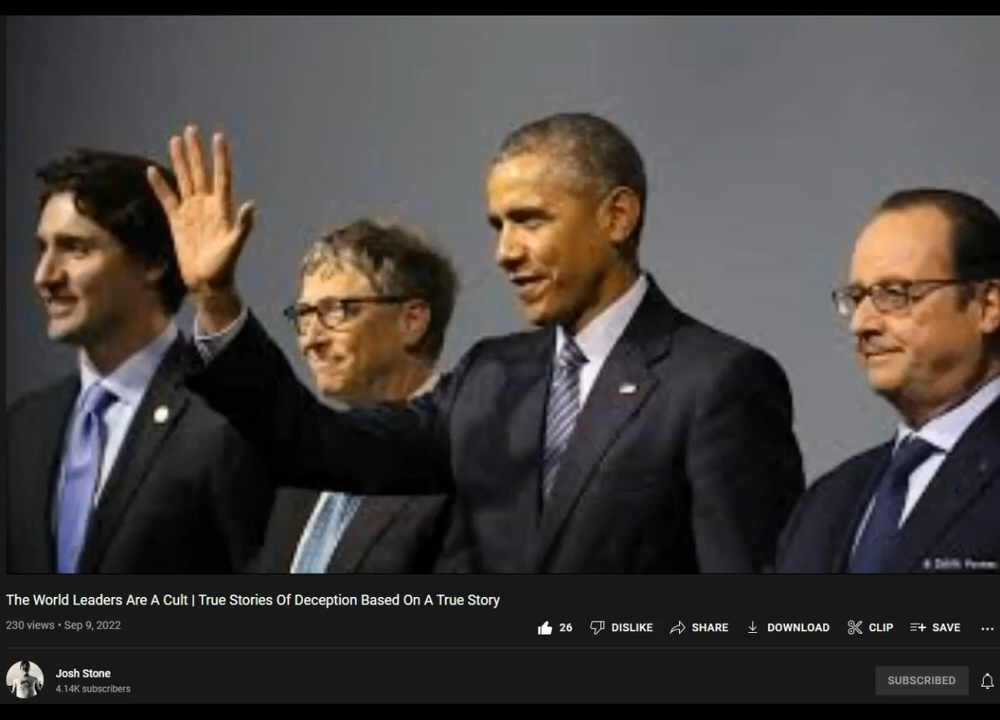 The World Leaders Are A Cult | True Stories Of Deception Based On A True Story
230 views • Sep 9, 2022
26 DISLIKE SHARE DOWNLOAD CLIP SAVE ...
Josh Stone
4.14K subscribers
SUBSCRIBED